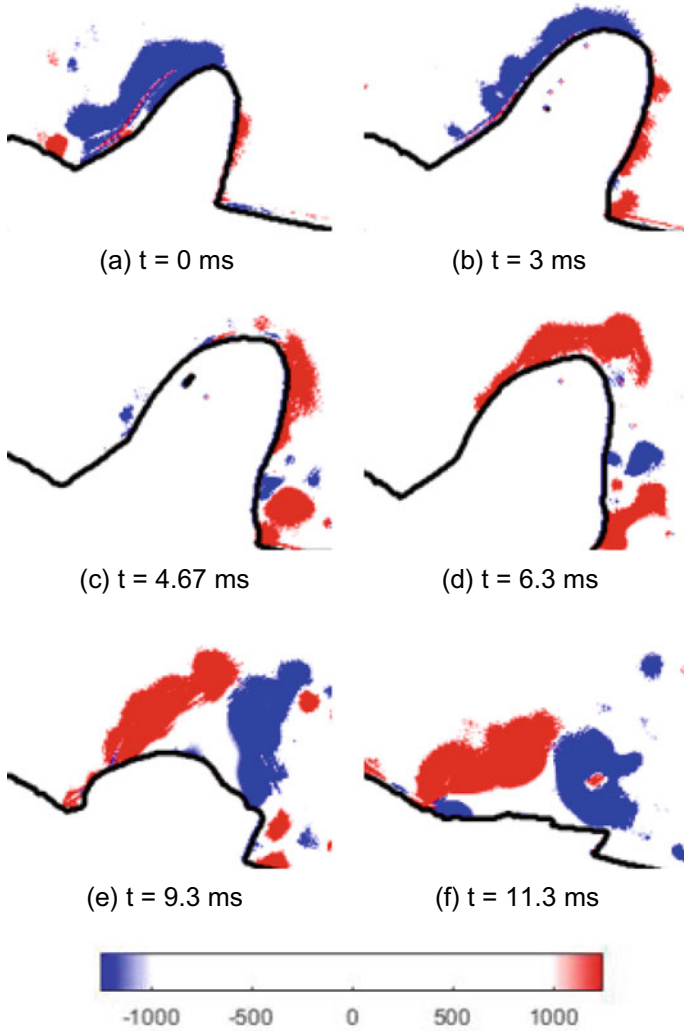 (a) t = 0 ms
(b) t = 3 ms
(c) t = 4.67 ms
(d) t = 6.3 ms
(e) t = 9.3 ms
(f) t = 11.3 ms
-1000 -500 0 500 1000